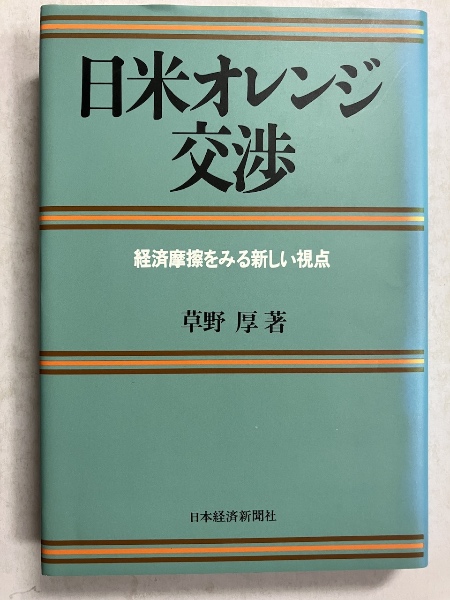 日米オレンジ
交渉
経済摩擦をみる新しい視点
草野 厚 著
日本経済新聞社